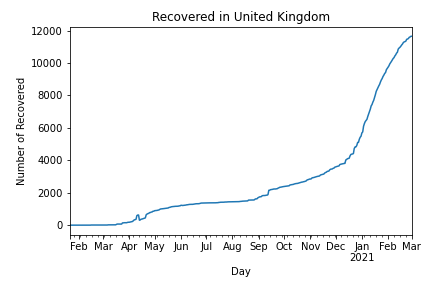 Recovered in United Kingdom
Number of Recovered
12000
10000
8000
6000
4000
2000
0
Feb Mar Apr May Jun Jul Aug Sep Oct Nov Dec Jan Feb Mar
2021
Day